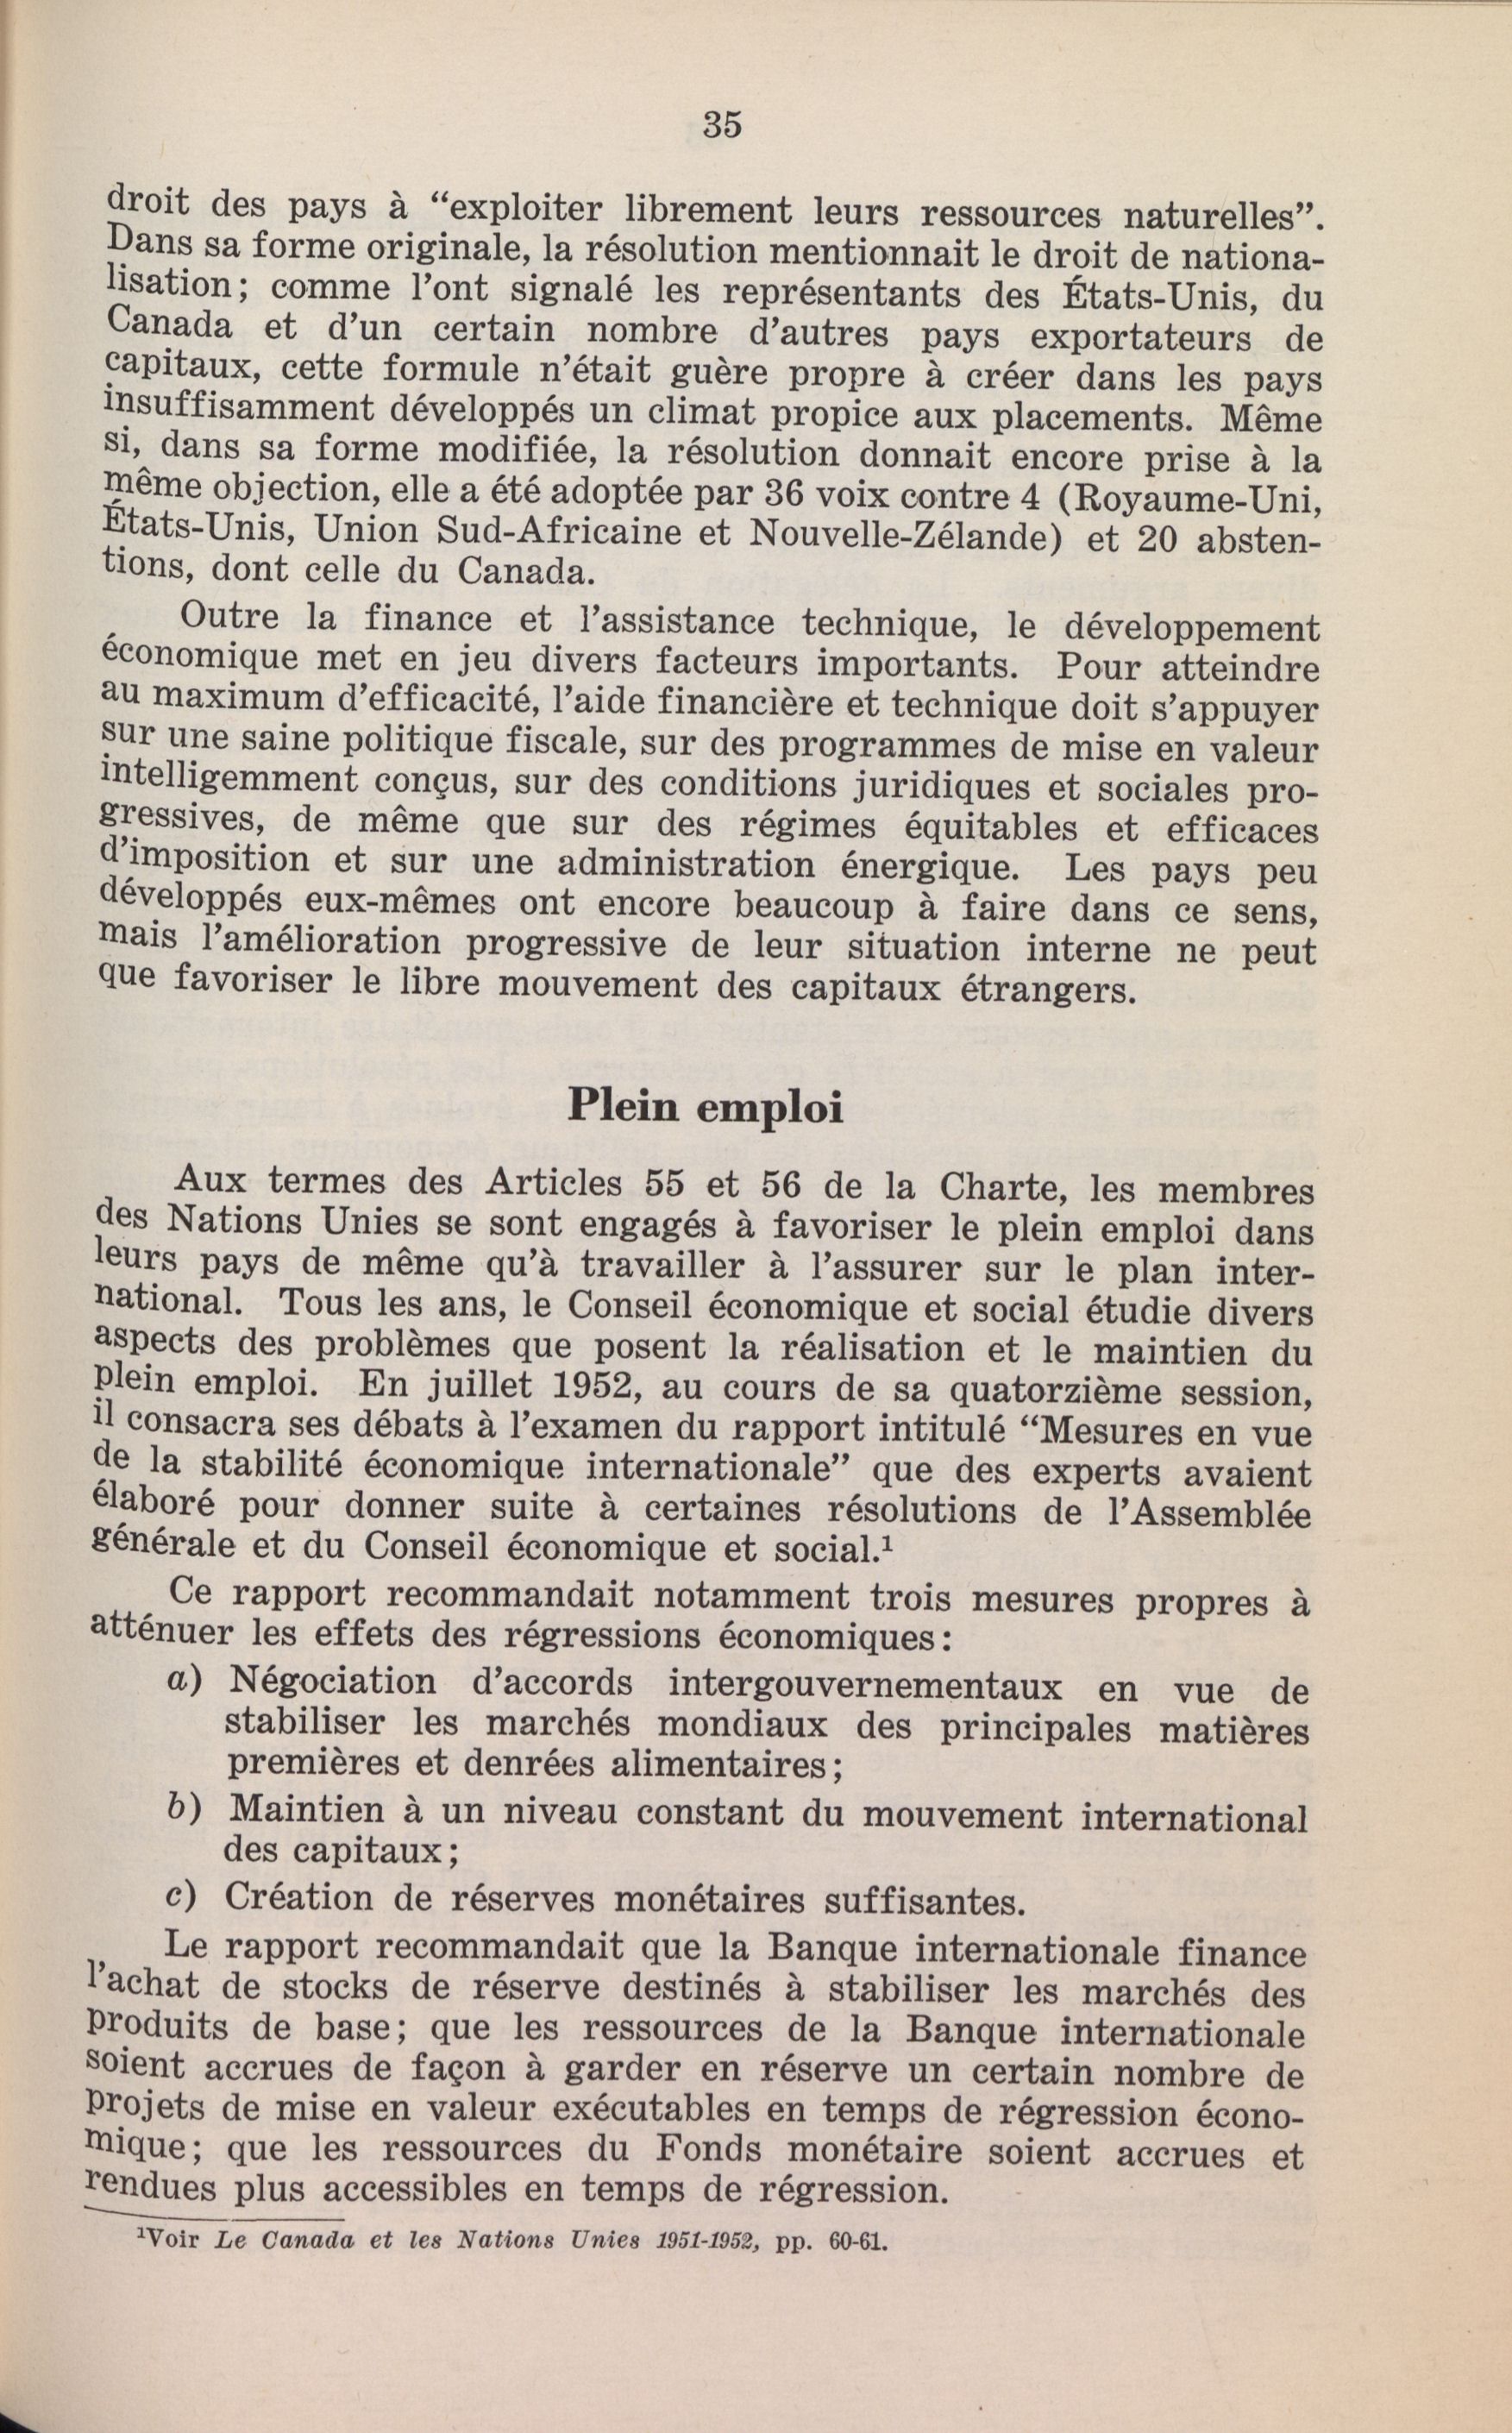 35
droit des pays à “exploiter librement leurs ressources naturelles”.
Dans sa forme originale, la résolution mentionnait le droit de nationa-
lisation; comme l’ont signalé les représentants des États-Unis, du
Canada et d’un certain nombre d’autres pays exportateurs de
capitaux, cette formule n’était guère propre à créer dans les pays
insuffisamment développés un climat propice aux placements. Même
si, dans sa forme modifiée, la résolution donnait encore prise à la
même objection, elle a été adoptée par 36 voix contre 4 (Royaume-Uni,
États-Unis, Union Sud-Africaine et Nouvelle-Zélande) et 20 absten-
tions, dont celle du Canada.
Outre la finance et l’assistance technique, le développement
économique met en jeu divers facteurs importants. Pour atteindre
au maximum d’efficacité, l’aide financière et technique doit s’appuyer
sur une saine politique fiscale, sur des programmes de mise en valeur
intelligemment conçus, sur des conditions juridiques et sociales pro-
gressives, de même que sur des régimes équitables et efficaces
d’imposition et sur une administration énergique. Les pays peu
développés eux-mêmes ont encore beaucoup à faire dans ce sens,
mais l’amélioration progressive de leur situation interne ne peut
que favoriser le libre mouvement des capitaux étrangers.
Plein emploi
Aux termes des Articles 55 et 56 de la Charte, les membres
des Nations Unies se sont engagés à favoriser le plein emploi dans
leurs pays de même qu’à travailler à l’assurer sur le plan inter-
national. Tous les ans, le Conseil économique et social étudie divers
aspects des problèmes que posent la réalisation et le maintien du
plein emploi. En juillet 1952, au cours de sa quatorzième session,
il consacra ses débats à l’examen du rapport intitulé “Mesures en vue
de la stabilité économique internationale” que des experts avaient
élaboré pour donner suite à certaines résolutions de l’Assemblée
générale et du Conseil économique et social.¹
Ce rapport recommandait notamment trois mesures propres à
atténuer les effets des régressions économiques:
a) Négociation d’accords intergouvernementaux en vue de
stabiliser les marchés mondiaux des principales matières
premières et denrées alimentaires;
b) Maintien à un niveau constant du mouvement international
des capitaux;
c) Création de réserves monétaires suffisantes.
Le rapport recommandait que la Banque internationale finance
l’achat de stocks de réserve destinés à stabiliser les marchés des
produits de base; que les ressources de la Banque internationale
soient accrues de façon à garder en réserve un certain nombre de
projets de mise en valeur exécutables en temps de régression écono-
mique; que les ressources du Fonds monétaire soient accrues et
rendues plus accessibles en temps de régression.
¹Voir Le Canada et les Nations Unies 1951-1952, pp. 60-61.